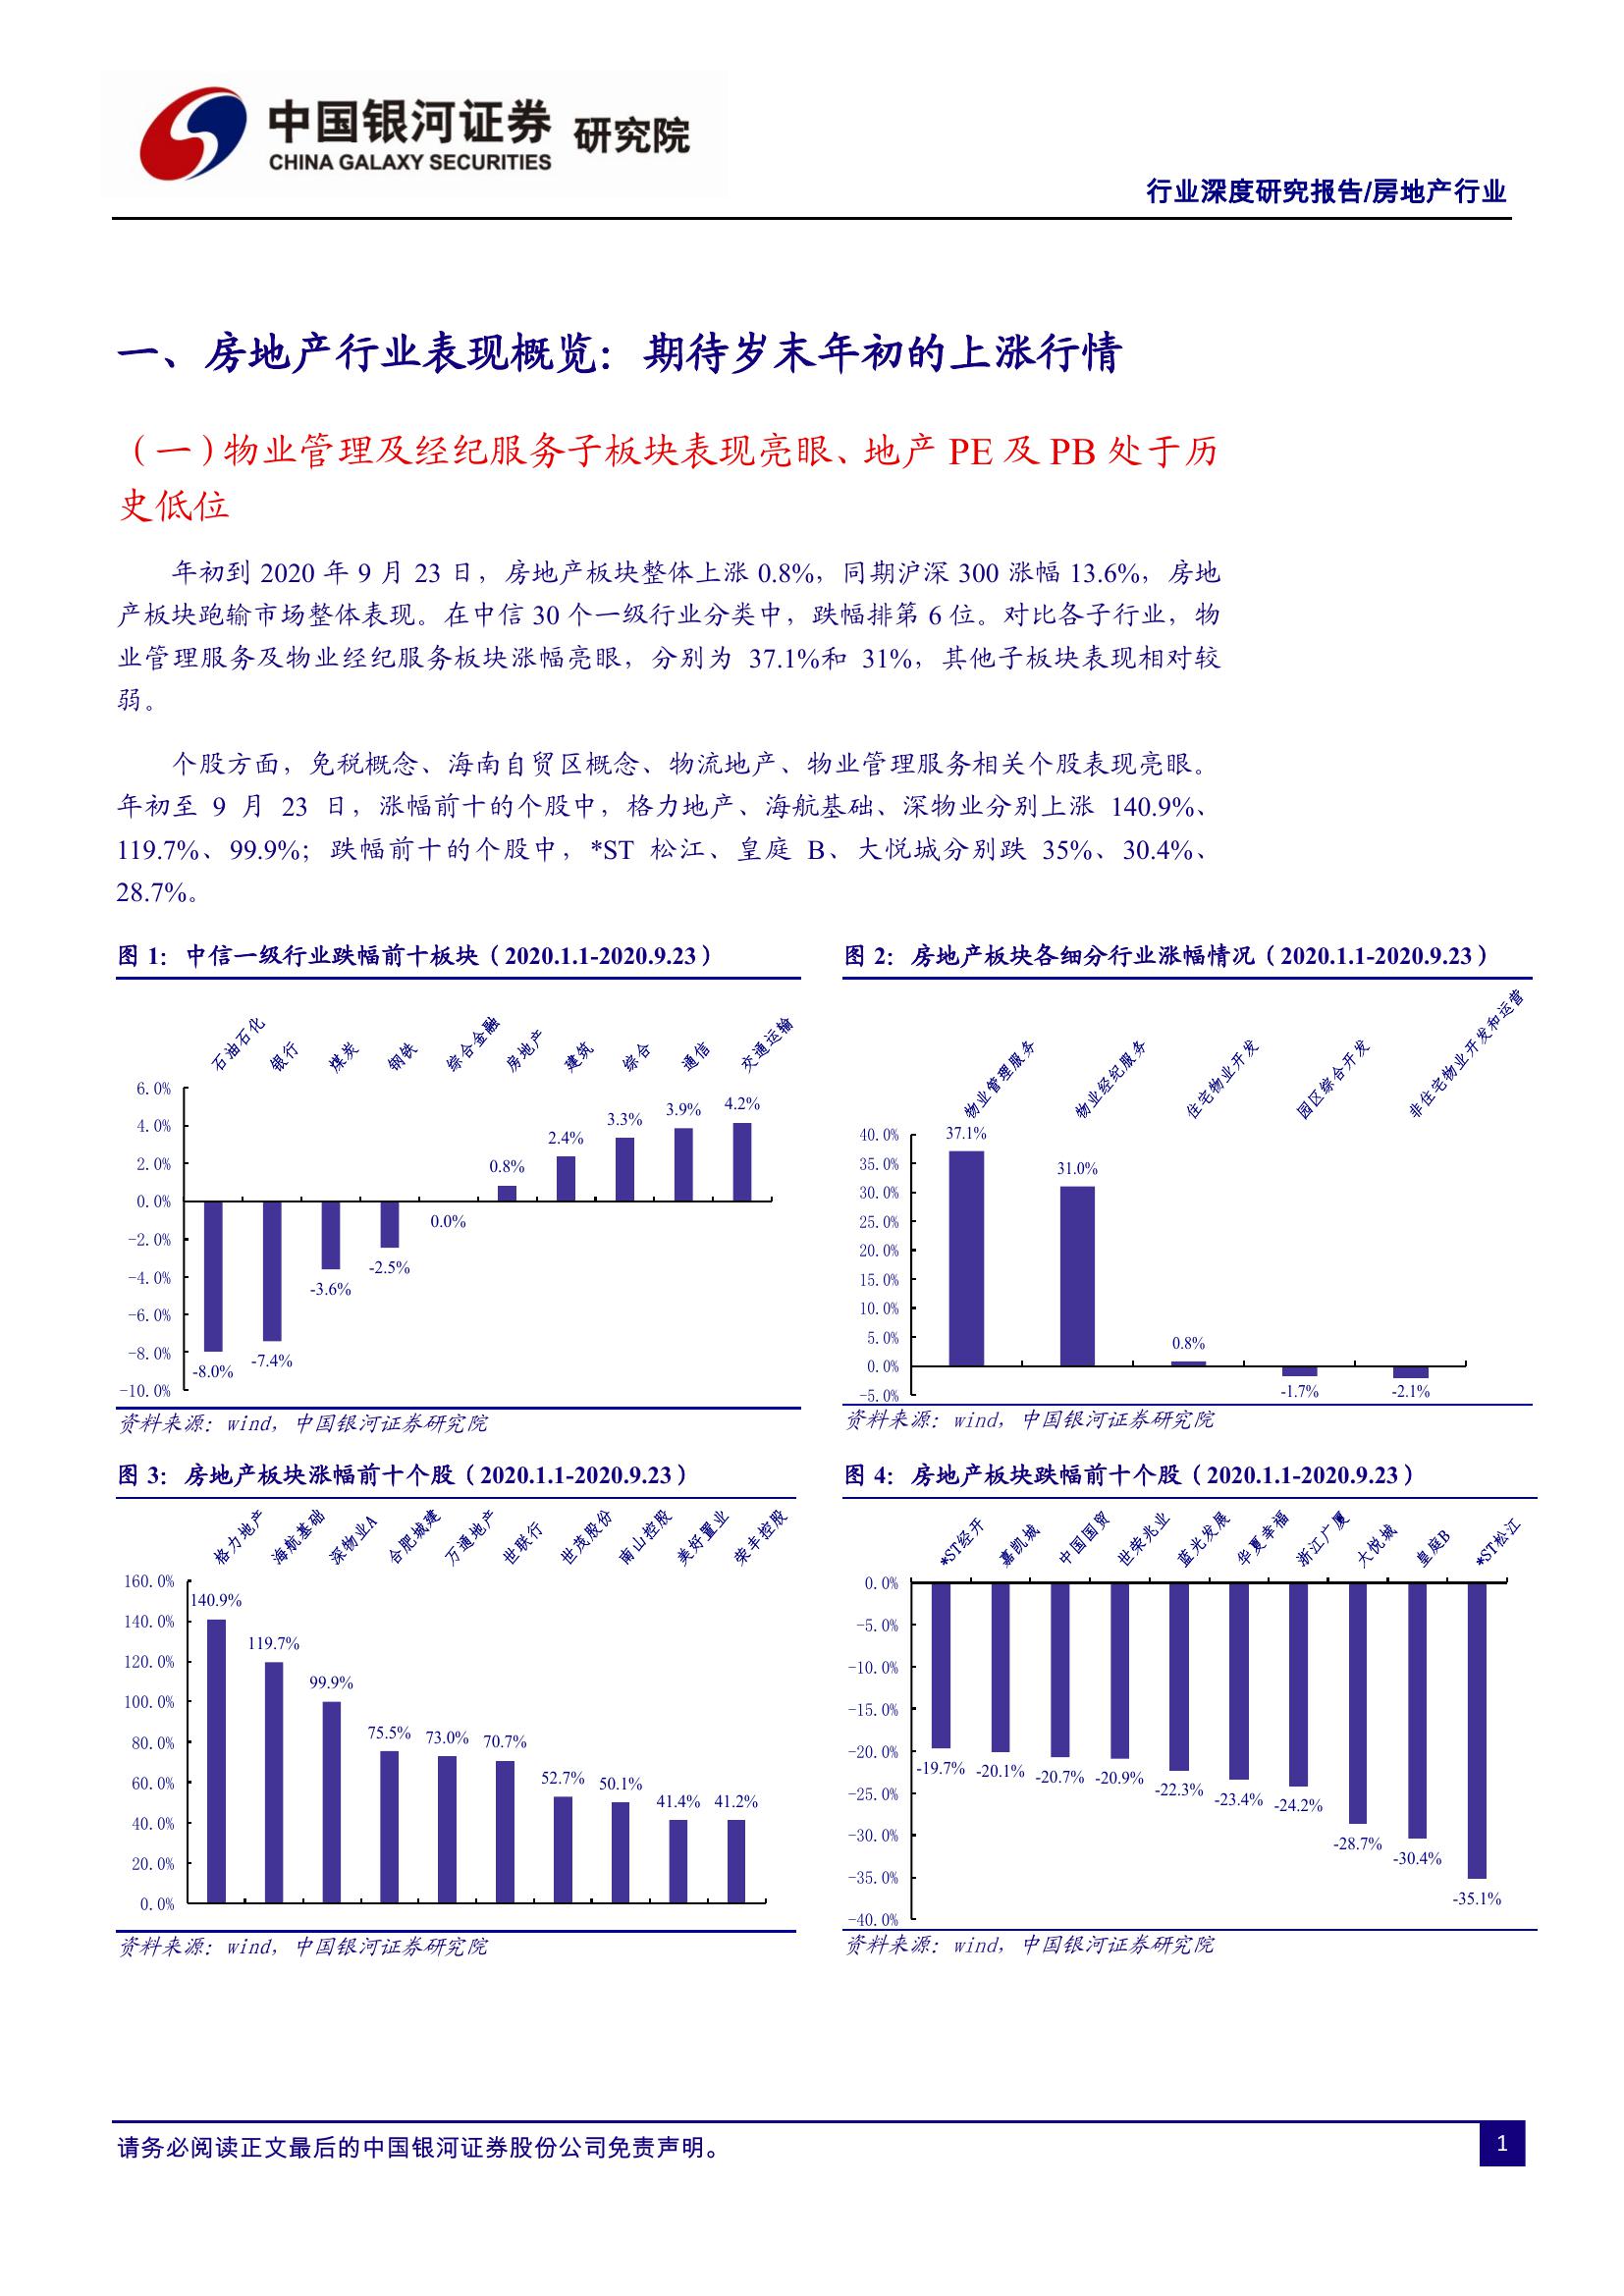 中国银河证券 研究院
CHINA GALAXY SECURITIES
行业深度研究报告/房地产行业
一、房地产行业表现概览：期待岁末年初的上涨行情
（一）物业管理及经纪服务子板块表现亮眼、地产 PE 及 PB 处于历
史低位
年初到 2020 年 9 月 23 日，房地产板块整体上涨 0.8%，同期沪深 300 涨幅 13.6%，房地
产板块跑输市场整体表现。在中信 30 个一级行业分类中，跌幅排第 6 位。对比各子行业，物
业管理服务及物业经纪服务板块涨幅亮眼，分别为 37.1%和 31%，其他子板块表现相对较
弱。
个股方面，免税概念、海南自贸区概念、物流地产、物业管理服务相关个股表现亮眼。
年初至 9 月 23 日，涨幅前十的个股中，格力地产、海航基础、深物业分别上涨 140.9%、
119.7%、99.9%；跌幅前十的个股中，*ST 松江、皇庭 B、大悦城分别跌 35%、30.4%、
28.7%。
图 1：中信一级行业跌幅前十板块（2020.1.1-2020.9.23）
石油石化 银行 煤炭 钢铁 综合金融 房地产 建筑 综合 通信 交通运输
6.0%
4.0%
2.0%
0.0%
-2.0%
-4.0%
-6.0%
-8.0%
-10.0%
-8.0% -7.4% -3.6% -2.5% 0.0% 0.8% 2.4% 3.3% 3.9% 4.2%
资料来源：wind，中国银河证券研究院
图 2：房地产板块各细分行业涨幅情况（2020.1.1-2020.9.23）
物业管理服务 物业经纪服务 住宅物业开发 园区综合开发 非住宅物业开发和运营
40.0%
35.0%
30.0%
25.0%
20.0%
15.0%
10.0%
5.0%
0.0%
-5.0%
37.1% 31.0% 0.8% -1.7% -2.1%
资料来源：wind，中国银河证券研究院
图 3：房地产板块涨幅前十个股（2020.1.1-2020.9.23）
格力地产 海航基础 深物业A 合肥城建 万通地产 世联行 世茂股份 南山控股 美好置业 荣丰控股
160.0%
140.0%
120.0%
100.0%
80.0%
60.0%
40.0%
20.0%
0.0%
140.9% 119.7% 99.9% 75.5% 73.0% 70.7% 52.7% 50.1% 41.4% 41.2%
资料来源：wind，中国银河证券研究院
图 4：房地产板块跌幅前十个股（2020.1.1-2020.9.23）
*ST经开 嘉凯城 中国国贸 世荣兆业 蓝光发展 华夏幸福 浙江广厦 大悦城 皇庭B *ST松江
0.0%
-5.0%
-10.0%
-15.0%
-20.0%
-25.0%
-30.0%
-35.0%
-40.0%
-19.7% -20.1% -20.7% -20.9% -22.3% -23.4% -24.2% -28.7% -30.4% -35.1%
资料来源：wind，中国银河证券研究院
请务必阅读正文最后的中国银河证券股份公司免责声明。
1